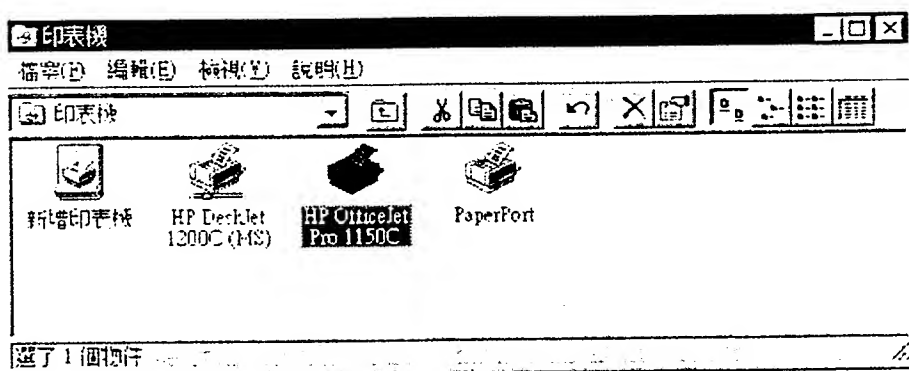 印表機
檔案(F) 編輯(E) 檢視(V) 說明(H)
印表機
新增印表機
HP DeskJet
1200C (MS)
HP OfficeJet
Pro 1150C
PaperPort
選了 1 個物件